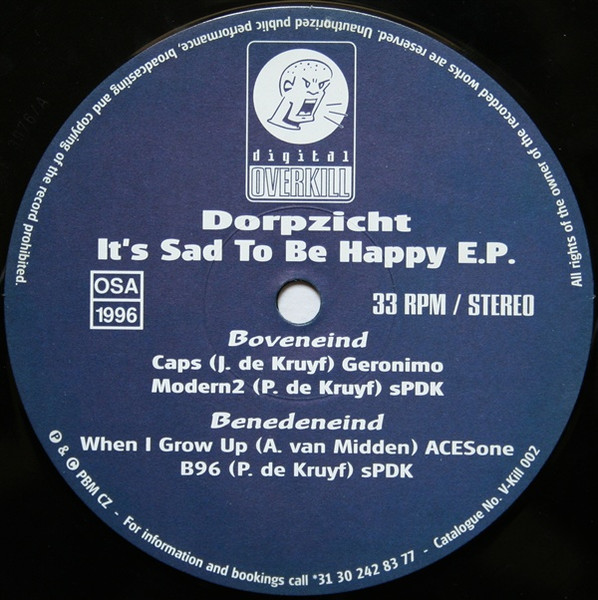 digital
OVERKILL
Dorpzicht
It's Sad To Be Happy E.P.
OSA
1996
33 RPM / STEREO
Boveneind
Caps (J. de Kruyf) Geronimo
Modern2 (P. de Kruyf) sPDK
Benedeneind
When I Grow Up (A. van Midden) ACESone
B96 (P. de Kruyf) sPDK
℗ & © PBM CZ - For information and bookings call *31 30 242 83 77 - Catalogue No. V-Kill 002
All rights of the owner of the recorded works are reserved. Unauthorized public performance, broadcasting and copying of the record prohibited.